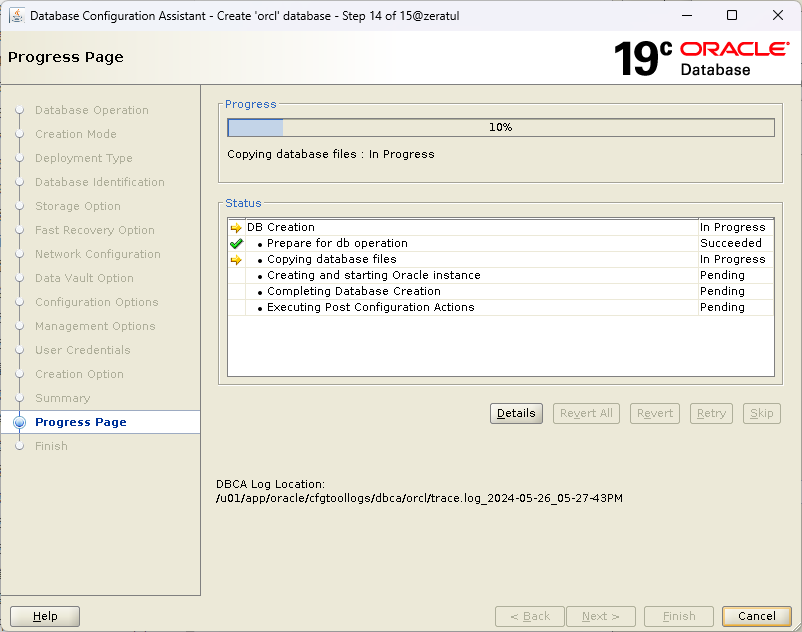 Database Configuration Assistant - Create 'orcl' database - Step 14 of 15@zeratul
Progress Page
19c ORACLE
Database
Database Operation
Creation Mode
Deployment Type
Database Identification
Storage Option
Fast Recovery Option
Network Configuration
Data Vault Option
Configuration Options
Management Options
User Credentials
Creation Option
Summary
Progress Page
Finish
Progress
10%
Copying database files : In Progress
Status
DB Creation In Progress
• Prepare for db operation Succeeded
• Copying database files In Progress
• Creating and starting Oracle instance Pending
• Completing Database Creation Pending
• Executing Post Configuration Actions Pending
Details Revert All Revert Retry Skip
DBCA Log Location:
/u01/app/oracle/cfgtoollogs/dbca/orcl/trace.log_2024-05-26_05-27-43PM
Help < Back Next > Finish Cancel